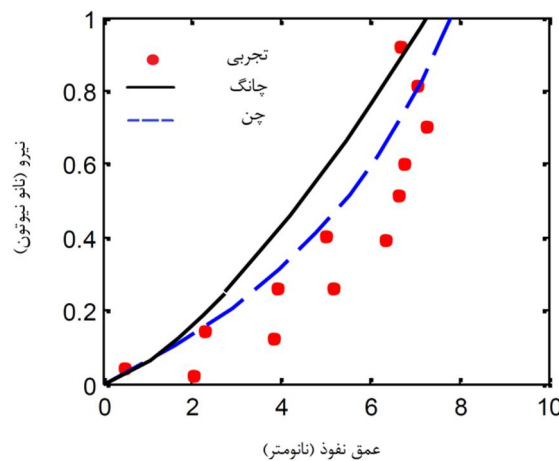 1
0.8
0.6
0.4
0.2
0
تجربی
چانگ
چن
نیرو (نانو نیوتون)
0 2 4 6 8 10
عمق نفوذ (نانومتر)